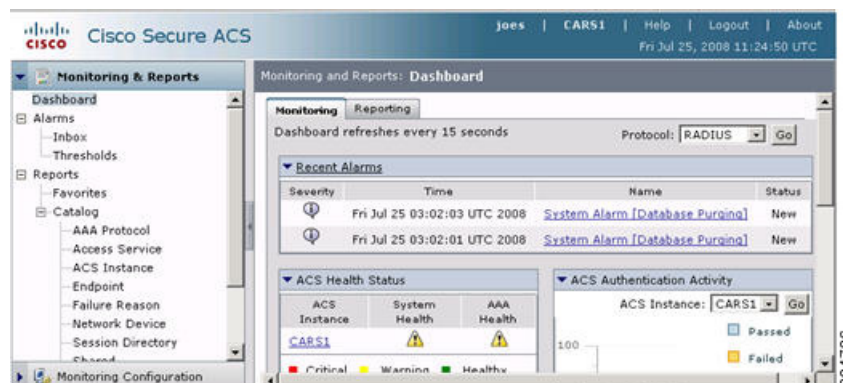 joes | CARS1 | Help | Logout | About
CISCO Cisco Secure ACS
Fri Jul 25, 2008 11:24:50 UTC
Monitoring & Reports
Dashboard
Alarms
Inbox
Thresholds
Reports
Favorites
Catalog
AAA Protocol
Access Service
ACS Instance
Endpoint
Failure Reason
Network Device
Session Directory
Shared
Monitoring Configuration
Monitoring and Reports: Dashboard
Monitoring Reporting
Dashboard refreshes every 15 seconds Protocol: RADIUS Go
Recent Alarms
Severity Time Name Status
Fri Jul 25 03:02:03 UTC 2008 System Alarm [Database Purging] New
Fri Jul 25 03:02:01 UTC 2008 System Alarm [Database Purging] New
ACS Health Status
ACS Instance System Health AAA Health
CARS1
Critical Warning Healthy
ACS Authentication Activity
ACS Instance: CARS1 Go
Passed
100
Failed